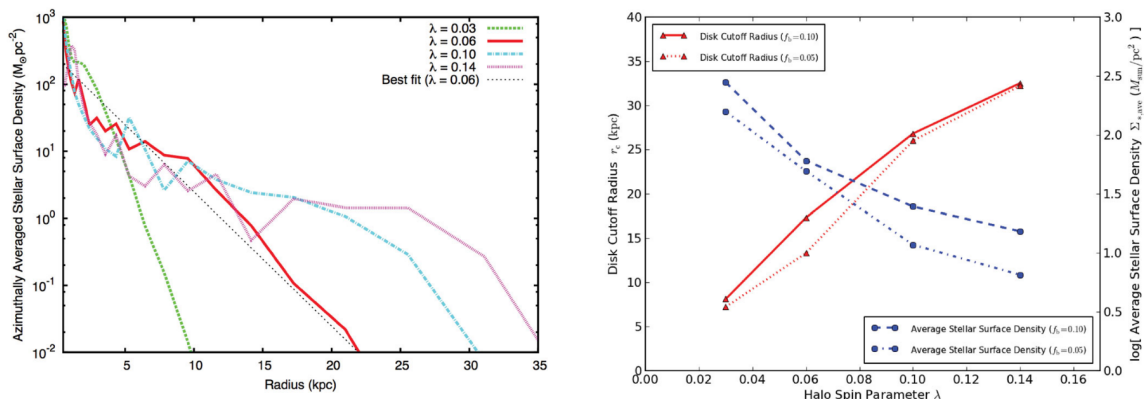 Azimuthally Averaged Stellar Surface Density (M⊙pc⁻²)
10³
10²
10¹
10⁰
10⁻¹
10⁻²
λ = 0.03
λ = 0.06
λ = 0.10
λ = 0.14
Best fit (λ = 0.06)
5 10 15 20 25 30 35
Radius (kpc)
Disk Cutoff Radius r_c (kpc)
40
35
30
25
20
15
10
5
0
Disk Cutoff Radius (f_b=0.10)
Disk Cutoff Radius (f_b=0.05)
Average Stellar Surface Density (f_b=0.10)
Average Stellar Surface Density (f_b=0.05)
0.00 0.02 0.04 0.06 0.08 0.10 0.12 0.14 0.16
Halo Spin Parameter λ
3.0
2.5
2.0
1.5
1.0
0.5
0.0
log[ Average Stellar Surface Density Σ_*,ave (M_sun/pc²) ]